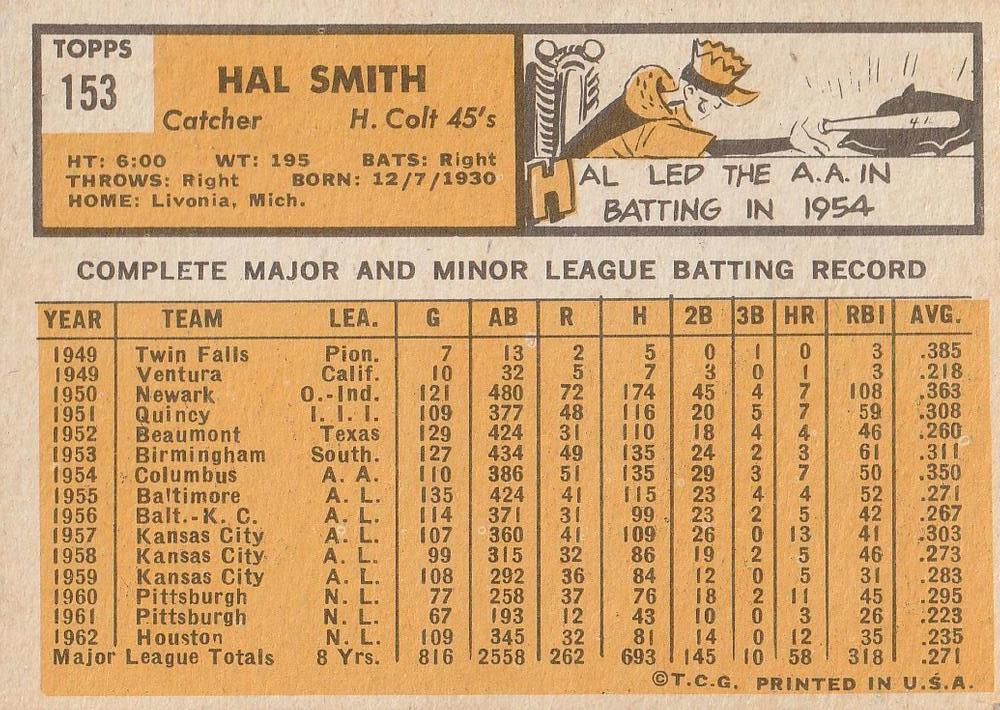 TOPPS
153
HAL SMITH
Catcher H. Colt 45's
HT: 6:00 WT: 195 BATS: Right
THROWS: Right BORN: 12/7/1930
HOME: Livonia, Mich.
HAL LED THE A.A. IN
BATTING IN 1954
COMPLETE MAJOR AND MINOR LEAGUE BATTING RECORD
YEAR TEAM LEA. G AB R H 2B 3B HR RBI AVG.
1949 Twin Falls Pion. 7 13 2 5 0 1 0 3 .385
1949 Ventura Calif. 10 32 5 7 3 0 1 3 .218
1950 Newark O.-Ind. 121 480 72 174 45 4 7 108 .363
1951 Quincy I. I. I. 109 377 48 116 20 5 7 59 .308
1952 Beaumont Texas 129 424 31 110 18 4 4 46 .260
1953 Birmingham South. 127 434 49 135 24 2 3 61 .311
1954 Columbus A. A. 110 386 51 135 29 3 7 50 .350
1955 Baltimore A. L. 135 424 41 115 23 4 4 52 .271
1956 Balt.-K. C. A. L. 114 371 31 99 23 2 5 42 .267
1957 Kansas City A. L. 107 360 41 109 26 0 13 41 .303
1958 Kansas City A. L. 99 315 32 86 19 2 5 46 .273
1959 Kansas City A. L. 108 292 36 84 12 0 5 31 .283
1960 Pittsburgh N. L. 77 258 37 76 18 2 11 45 .295
1961 Pittsburgh N. L. 67 193 12 43 10 0 3 26 .223
1962 Houston N. L. 109 345 32 81 14 0 12 35 .235
Major League Totals 8 Yrs. 816 2558 262 693 145 10 58 318 .271
©T.C.G. PRINTED IN U.S.A.